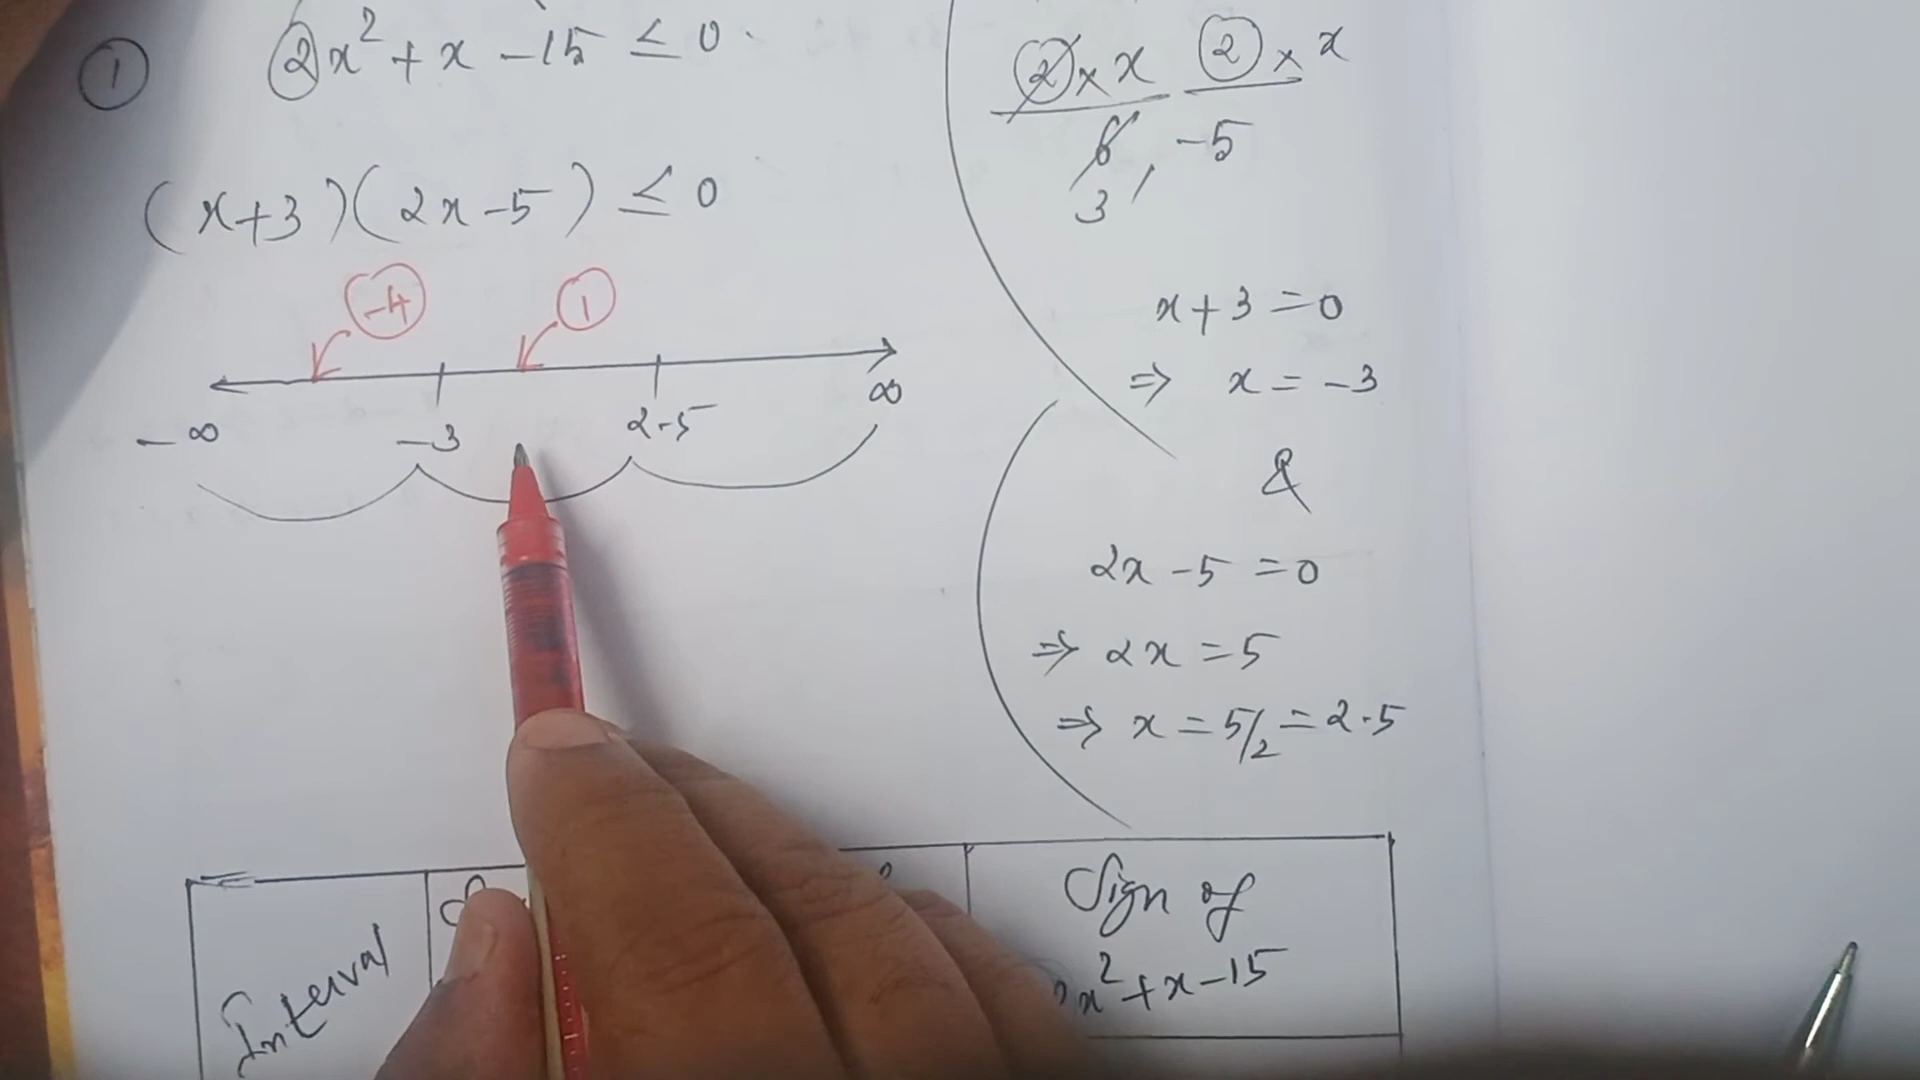 ① 2x² + x - 15 ≤ 0
(x+3)(2x-5) ≤ 0
-4 1
-∞ -3 2.5 ∞
2×x 2×x
6, -5
3
x+3=0
⇒ x = -3
&
2x-5=0
⇒ 2x=5
⇒ x=5/2=2.5
Interval
Sign of
x²+x-15